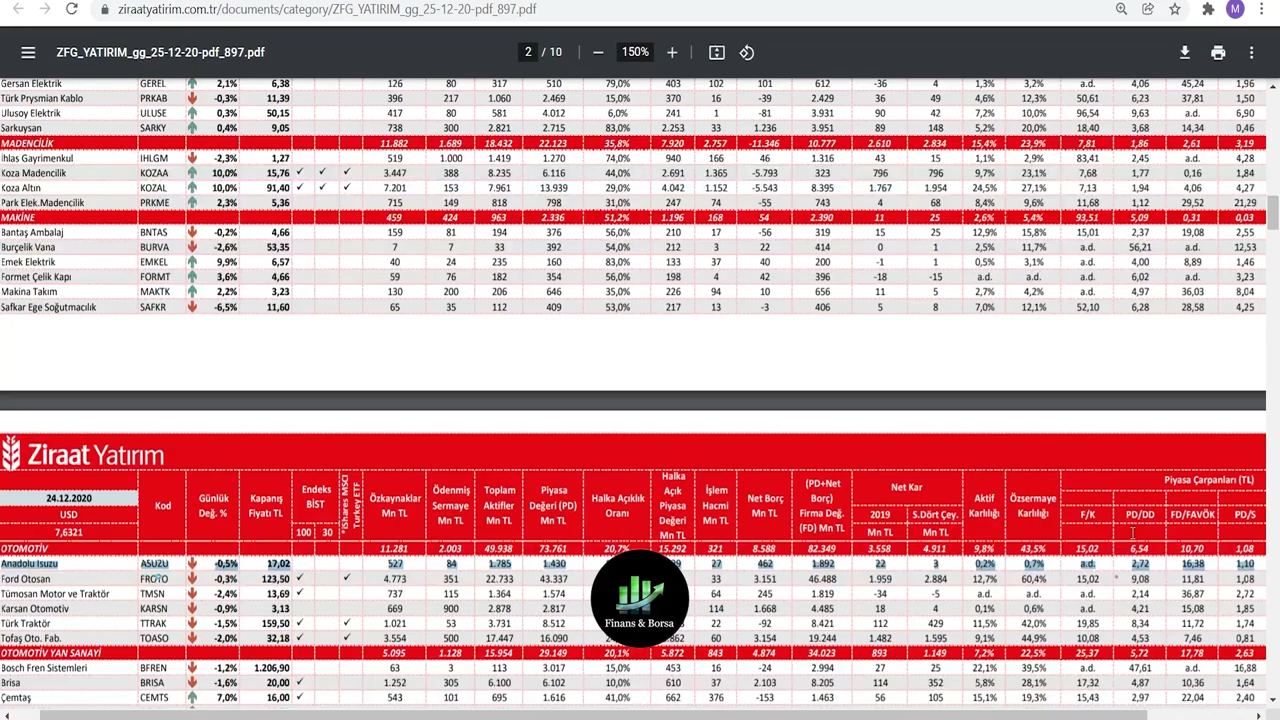 ziraatyatirim.com.tr/documents/category/ZFG_YATIRIM_gg_25-12-20-pdf_897.pdf
M
ZFG_YATIRIM_gg_25-12-20-pdf_897.pdf 2 / 10 − 150% +
Gersan Elektrik GEREL 2,1% 6,38 126 80 317 510 79,0% 403 102 101 612 -36 4 1,3% 3,2% a.d. 4,06 45,24 1,96
Türk Prysmian Kablo PRKAB -0,3% 11,39 396 217 1.060 2.469 15,0% 370 16 -39 2.429 36 49 4,6% 12,3% 50,61 6,23 37,81 1,50
Ulusoy Elektrik ULUSE 0,3% 50,15 417 80 581 4.012 6,0% 241 1 -81 3.931 90 42 7,2% 10,0% 96,54 9,63 a.d. 6,90
Sarkuysan SARKY 0,4% 9,05 738 300 2.821 2.715 83,0% 2.253 33 1.236 3.951 89 148 5,2% 20,0% 18,40 3,68 14,34 0,46
MADENCİLİK 11.882 1.689 18.432 22.123 35,8% 7.920 2.757 -11.346 10.777 2.610 2.834 15,4% 23,9% 7,81 1,86 2,61 3,19
İhlas Gayrimenkul IHLGM -2,3% 1,27 519 1.000 1.419 1.270 74,0% 940 166 46 1.316 43 15 1,1% 2,9% 83,41 2,45 a.d. 4,28
Koza Madencilik KOZAA 10,0% 15,76 ✓ ✓ ✓ 3.447 388 8.235 6.116 44,0% 2.691 1.365 -5.793 323 796 796 9,7% 23,1% 7,68 1,77 0,16 1,84
Koza Altın KOZAL 10,0% 91,40 ✓ ✓ ✓ 7.201 153 7.961 13.939 29,0% 4.042 1.152 -5.543 8.395 1.767 1.954 24,5% 27,1% 7,13 1,94 4,06 4,27
Park Elek.Madencilik PRKME 2,3% 5,36 715 149 818 798 31,0% 247 74 -55 743 4 68 8,4% 9,6% 11,68 1,12 29,52 21,29
MAKİNE 459 424 963 2.336 51,2% 1.196 168 54 2.390 11 25 2,6% 5,4% 93,51 5,09 0,31 0,03
Bantaş Ambalaj BNTAS -0,2% 4,66 159 81 194 376 56,0% 210 17 -56 319 15 22 12,9% 15,8% 15,01 2,37 19,08 2,55
Burçelik Vana BURVA -2,6% 53,35 7 7 33 392 54,0% 212 3 22 414 0 1 2,5% 11,7% a.d. 56,21 a.d. 12,53
Emek Elektrik EMKEL 9,9% 6,57 40 24 235 160 83,0% 133 37 40 200 -1 1 0,5% 3,1% a.d. 4,00 8,89 1,46
Formet Çelik Kapı FORMT 3,6% 4,66 59 76 182 354 56,0% 198 4 42 396 -18 -15 a.d. a.d. a.d. 6,02 a.d. 3,23
Makina Takım MAKTK 2,2% 3,23 130 200 206 646 35,0% 226 94 10 656 11 5 2,7% 4,2% a.d. 4,97 36,03 8,04
Safkar Ege Soğutmacılık SAFKR -6,5% 11,60 65 35 112 409 53,0% 217 13 -3 406 5 8 7,0% 12,1% 52,10 6,28 28,58 4,25
Ziraat Yatırım
24.12.2020
USD
7,6321
Kod
Günlük
Değ. %
Kapanış
Fiyatı TL
Endeks
BİST
100 30
*iShares MSCI
Turkey ETF
Özkaynaklar
Mn TL
Ödenmiş
Sermaye
Mn TL
Toplam
Aktifler
Mn TL
Piyasa
Değeri (PD)
Mn TL
Halka Açıklık
Oranı
Halka
Açık
Piyasa
Değeri
Mn TL
İşlem
Hacmi
Mn TL
Net Borç
Mn TL
(PD+Net
Borç)
Firma Değ.
(FD) Mn TL
Net Kar
2019 S.Dört Çey.
Mn TL Mn TL
Aktif
Karlılığı
Özsermaye
Karlılığı
Piyasa Çarpanları (TL)
F/K PD/DD FD/FAVÖK PD/S
OTOMOTİV 11.281 2.003 49.938 73.761 20,7% 15.292 321 8.588 82.349 3.558 4.911 9,8% 43,5% 15,02 6,54 10,70 1,08
Anadolu Isuzu ASUZU -0,5% 17,02 527 84 1.785 1.430 27 462 1.892 22 3 0,2% 0,7% a.d. 2,72 16,38 1,10
Ford Otosan FROTO -0,3% 123,50 ✓ ✓ 4.773 351 22.733 43.337 33 3.151 46.488 1.959 2.884 12,7% 60,4% 15,02 9,08 11,81 1,08
Tümosan Motor ve Traktör TMSN -2,4% 13,69 ✓ 737 115 1.364 1.574 64 245 1.819 -34 -5 a.d. a.d. a.d. 2,14 36,87 2,72
Karsan Otomotiv KARSN -0,9% 3,13 669 900 2.878 2.817 114 1.668 4.485 18 4 0,1% 0,6% a.d. 4,21 15,08 1,85
Türk Traktör TTRAK -1,5% 159,50 ✓ ✓ 1.021 53 3.731 8.512 22 -92 8.421 112 429 11,5% 42,0% 19,85 8,34 11,72 1,74
Tofaş Oto. Fab. TOASO -2,0% 32,18 ✓ ✓ 3.554 500 17.447 16.090 60 3.154 19.244 1.482 1.595 9,1% 44,9% 10,08 4,53 7,46 0,81
Finans & Borsa
OTOMOTİV YAN SANAYİ 5.095 1.128 15.954 29.149 20,1% 5.872 843 4.874 34.023 893 1.149 7,2% 22,5% 25,37 5,72 17,78 2,63
Bosch Fren Sistemleri BFREN -1,2% 1.206,90 63 3 113 3.017 15,0% 453 16 -24 2.994 27 25 22,1% 39,5% a.d. 47,61 a.d. 16,88
Brisa BRISA -1,6% 20,00 ✓ 1.252 305 6.100 6.102 10,0% 610 37 2.103 8.205 114 352 5,8% 28,1% 17,32 4,87 10,36 1,64
Çemtaş CEMTS 7,0% 16,00 ✓ 543 101 695 1.616 41,0% 662 376 -153 1.463 56 105 15,1% 19,3% 15,43 2,97 22,04 2,40